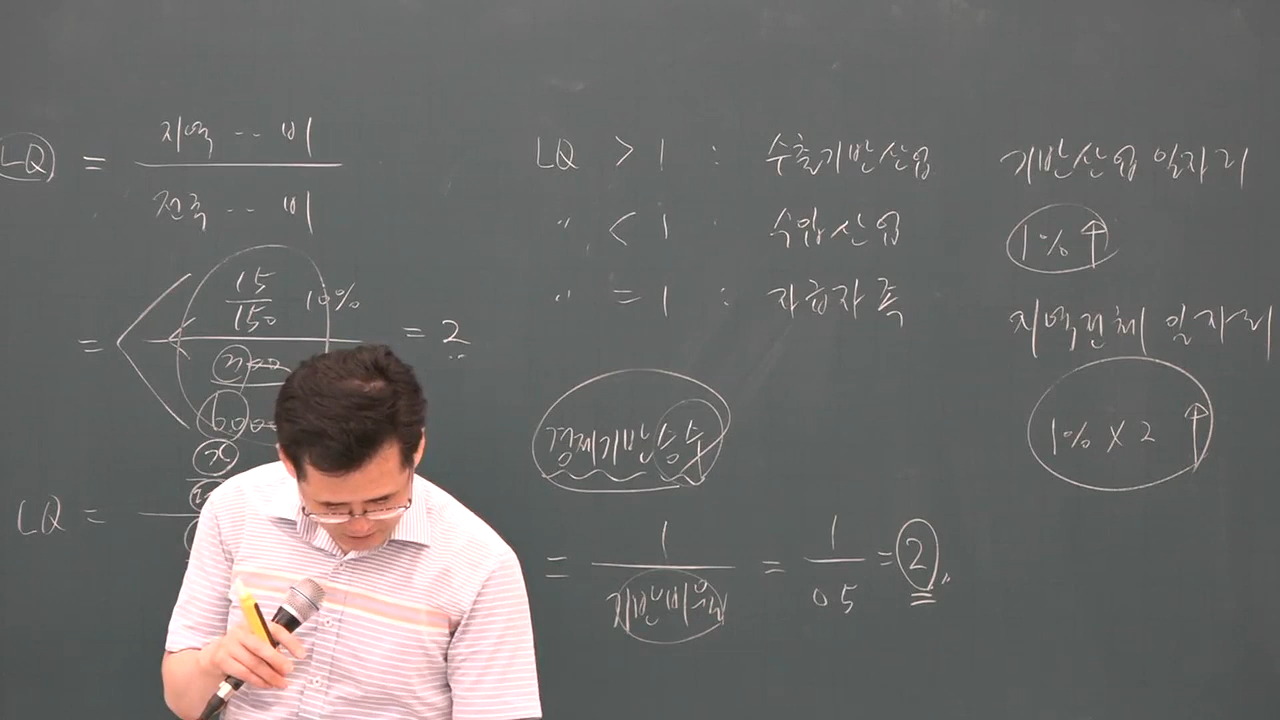 LQ = 지역 -- 비 / 전국 -- 비
= 15/150 10% / = 2
LQ =
LQ > 1 : 수출기반산업
〃 < 1 : 수입산업
〃 = 1 : 자급자족
경제기반승수
= 1 / 기반비율 = 1 / 0.5 = 2
기반산업 일자리
1% ↑
지역전체 일자리
1% X 2 ↑